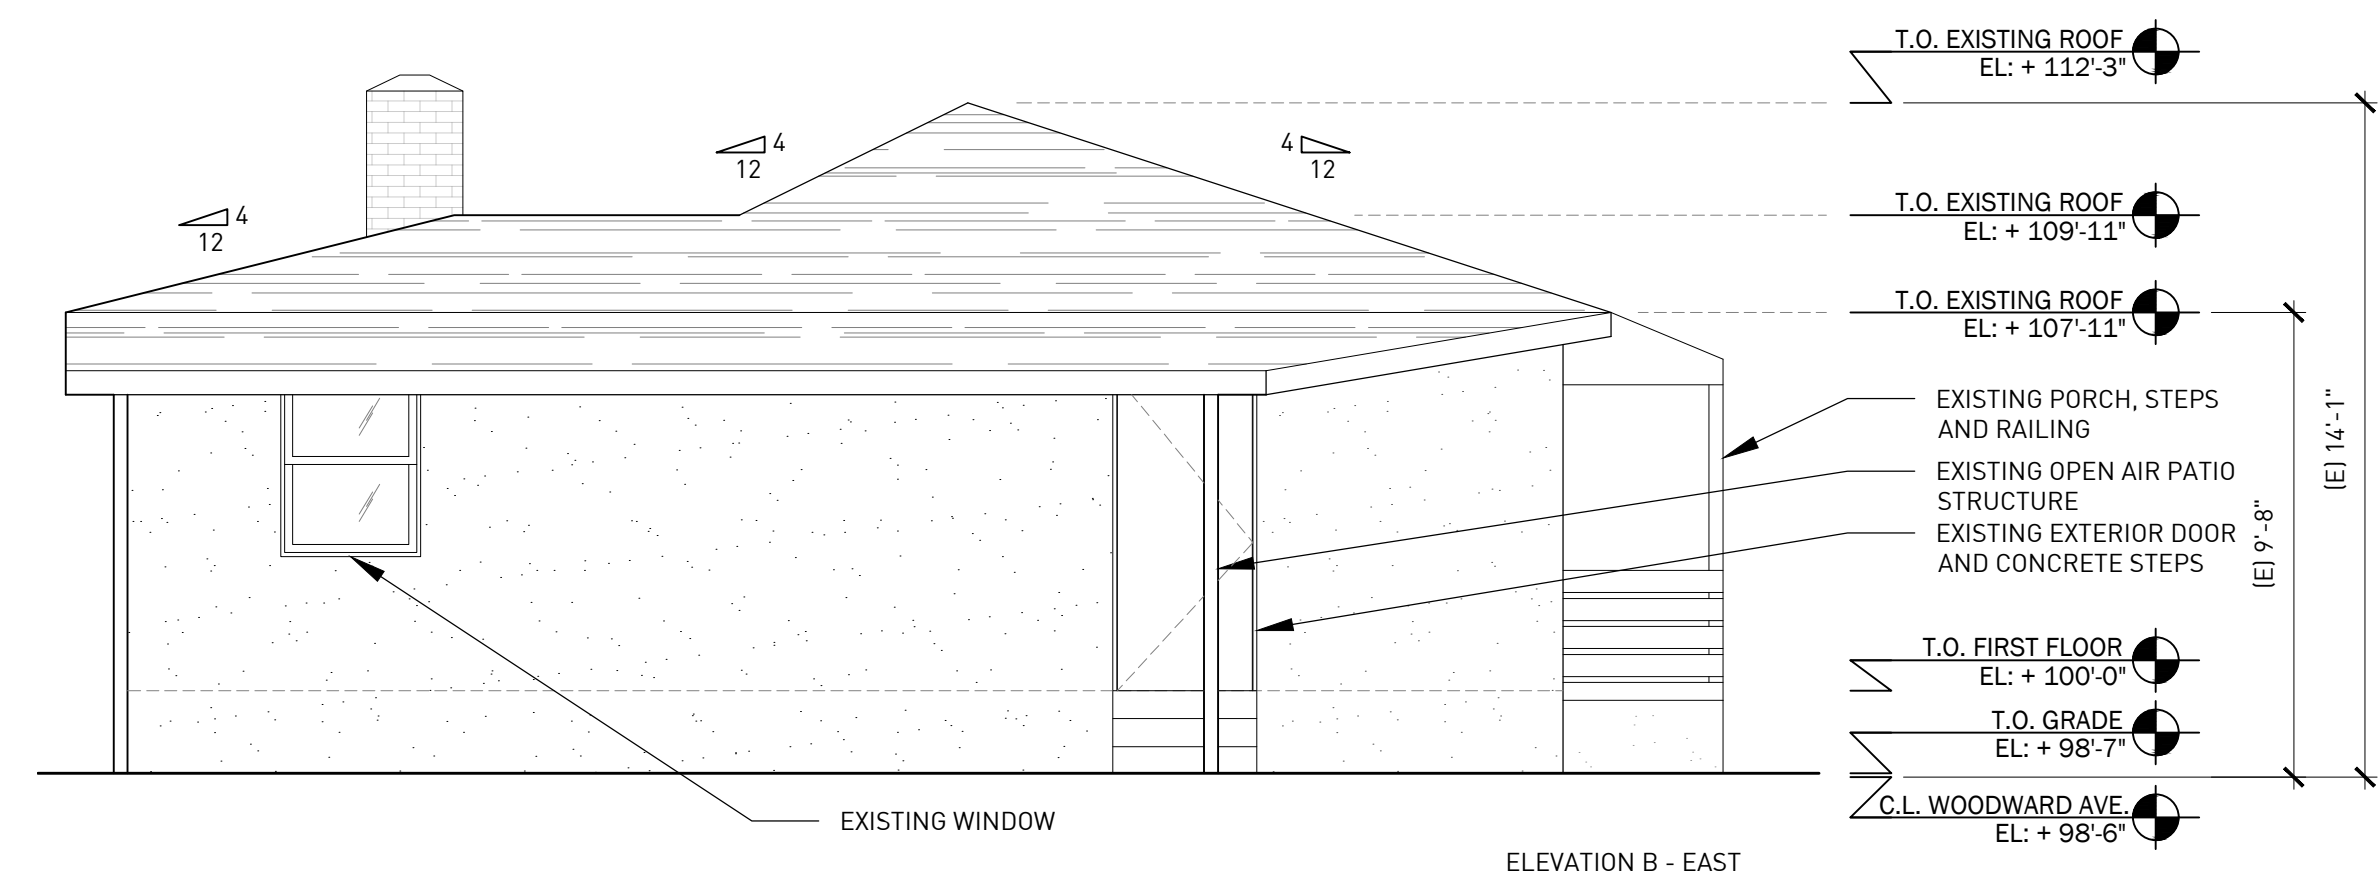 T.O. EXISTING ROOF
EL: + 112'-3"
4
12
4
12
4
12
T.O. EXISTING ROOF
EL: + 109'-11"
T.O. EXISTING ROOF
EL: + 107'-11"
EXISTING PORCH, STEPS
AND RAILING
EXISTING OPEN AIR PATIO
STRUCTURE
EXISTING EXTERIOR DOOR
AND CONCRETE STEPS
(E) 9'-8"
(E) 14'-1"
T.O. FIRST FLOOR
EL: + 100'-0"
T.O. GRADE
EL: + 98'-7"
C.L. WOODWARD AVE.
EL: + 98'-6"
EXISTING WINDOW
ELEVATION B - EAST